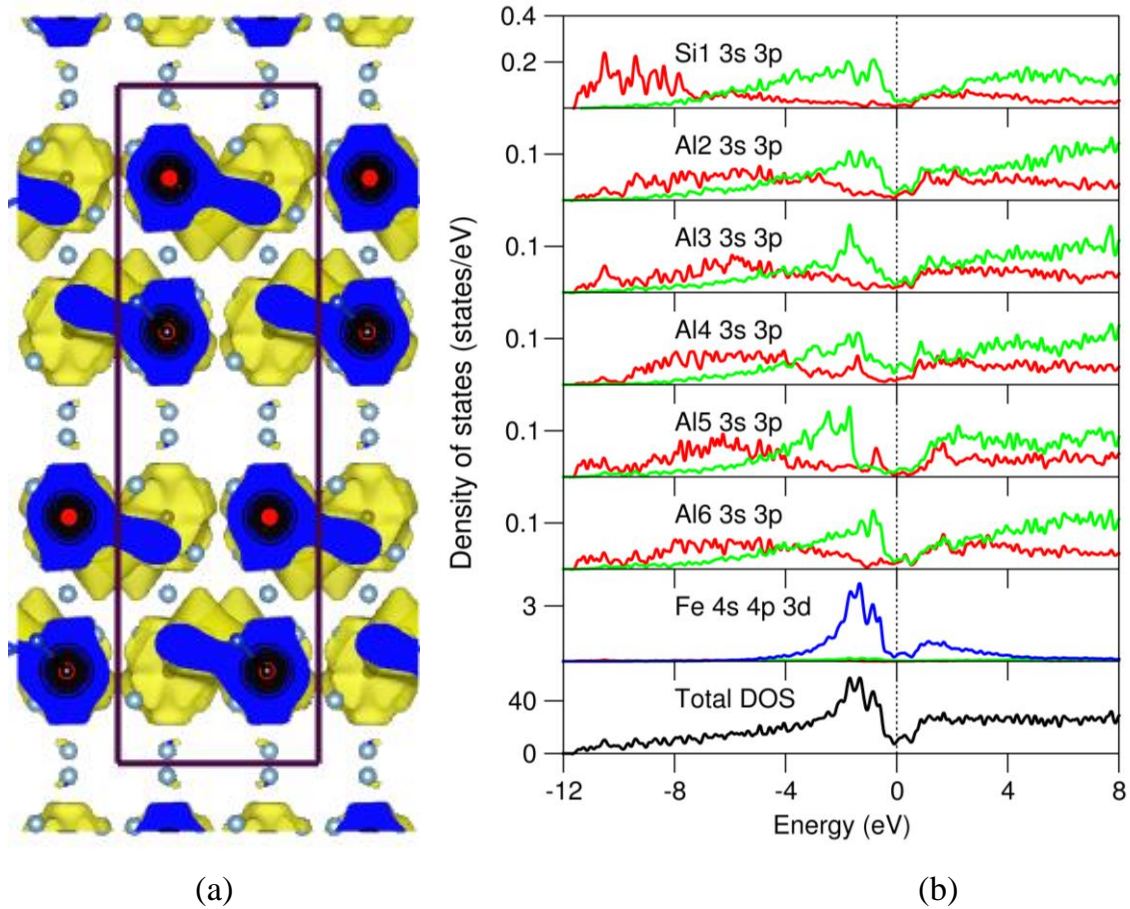 0.4
0.2
Si1 3s 3p
0.1
Al2 3s 3p
0.1
Al3 3s 3p
0.1
Al4 3s 3p
0.1
Al5 3s 3p
0.1
Al6 3s 3p
3
Fe 4s 4p 3d
40
Total DOS
0
-12 -8 -4 0 4 8
Energy (eV)
Density of states (states/eV)
(a) (b)